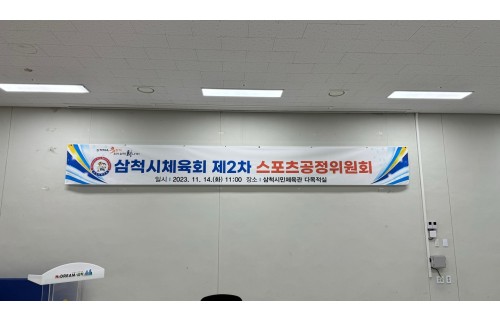 삼척시체육회 제2차 스포츠공정위원회
일시 : 2023. 11. 14.(화) 11:00 장소 : 삼척시민체육관 다목적실